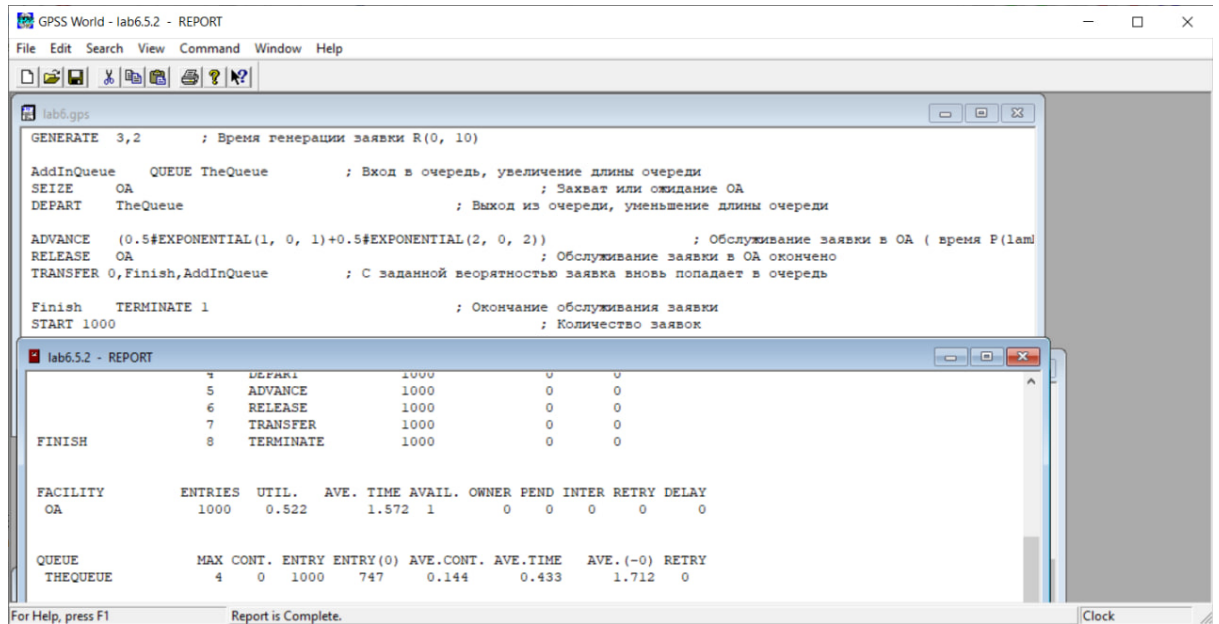 GPSS World - lab6.5.2 - REPORT
File Edit Search View Command Window Help
lab6.gps
GENERATE 3,2 ; Время генерации заявки R(0, 10)
AddInQueue QUEUE TheQueue ; Вход в очередь, увеличение длины очереди
SEIZE OA ; Захват или ожидание ОА
DEPART TheQueue ; Выход из очереди, уменьшение длины очереди
ADVANCE (0.5#EXPONENTIAL(1, 0, 1)+0.5#EXPONENTIAL(2, 0, 2)) ; Обслуживание заявки в ОА ( время P(laml
RELEASE OA ; Обслуживание заявки в ОА окончено
TRANSFER 0,Finish,AddInQueue ; С заданной веорятностью заявка вновь попадает в очередь
Finish TERMINATE 1 ; Окончание обслуживания заявки
START 1000 ; Количество заявок
lab6.5.2 - REPORT
4 DEPART 1000 0 0
5 ADVANCE 1000 0 0
6 RELEASE 1000 0 0
7 TRANSFER 1000 0 0
FINISH 8 TERMINATE 1000 0 0
FACILITY ENTRIES UTIL. AVE. TIME AVAIL. OWNER PEND INTER RETRY DELAY
OA 1000 0.522 1.572 1 0 0 0 0 0
QUEUE MAX CONT. ENTRY ENTRY(0) AVE.CONT. AVE.TIME AVE.(-0) RETRY
THEQUEUE 4 0 1000 747 0.144 0.433 1.712 0
For Help, press F1 Report is Complete. Clock